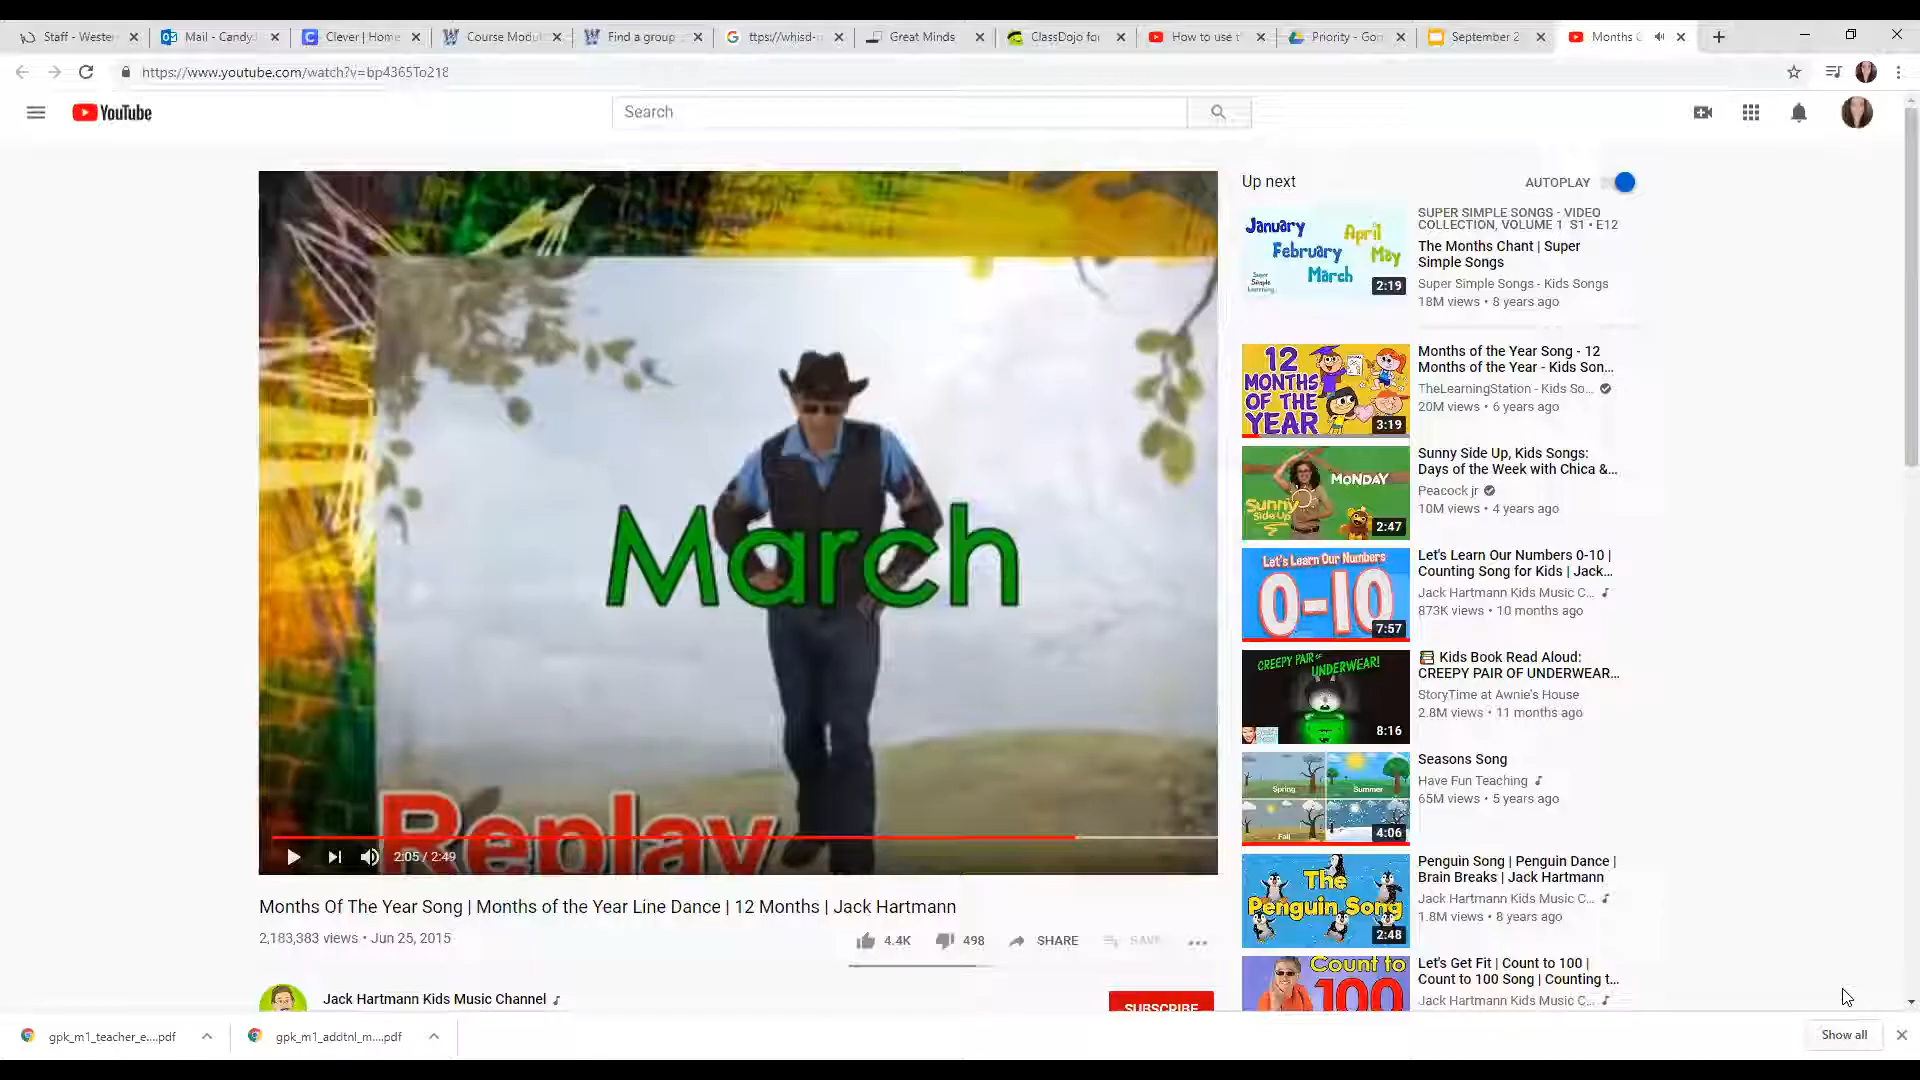 Staff - Weste
Mail - Candy
Clever | Home
Course Modul
Find a group
ttps://whisd-
Great Minds
ClassDojo for
How to use t
Priority - Goo
September 2
Months O
https://www.youtube.com/watch?v=bp4365To218
YouTube
Search
March
Replay
2:05 / 2:49
Months Of The Year Song | Months of the Year Line Dance | 12 Months | Jack Hartmann
2,183,383 views • Jun 25, 2015
4.4K
498
SHARE
SAVE
Jack Hartmann Kids Music Channel
SUBSCRIBE
Up next
AUTOPLAY
January
April
February
May
March
Super
Simple
Learning
2:19
SUPER SIMPLE SONGS - VIDEO
COLLECTION, VOLUME 1 S1 • E12
The Months Chant | Super
Simple Songs
Super Simple Songs - Kids Songs
18M views • 8 years ago
12
MONTHS
OF THE
YEAR
3:19
Months of the Year Song - 12
Months of the Year - Kids Son...
TheLearningStation - Kids So...
20M views • 6 years ago
MONDAY
Sunny
Side Up
2:47
Sunny Side Up, Kids Songs:
Days of the Week with Chica &...
Peacock jr
10M views • 4 years ago
Let's Learn Our Numbers
0-10
7:57
Let's Learn Our Numbers 0-10 |
Counting Song for Kids | Jack...
Jack Hartmann Kids Music C...
873K views • 10 months ago
CREEPY PAIR OF
UNDERWEAR!
8:16
Kids Book Read Aloud:
CREEPY PAIR OF UNDERWEAR...
StoryTime at Awnie's House
2.8M views • 11 months ago
Spring
Summer
Fall
4:06
Seasons Song
Have Fun Teaching
65M views • 5 years ago
The
Penguin Song
2:48
Penguin Song | Penguin Dance |
Brain Breaks | Jack Hartmann
Jack Hartmann Kids Music C...
1.8M views • 8 years ago
Count to
100
Let's Get Fit | Count to 100 |
Count to 100 Song | Counting t...
Jack Hartmann Kids Music C...
gpk_m1_teacher_e....pdf
gpk_m1_addtnl_m....pdf
Show all